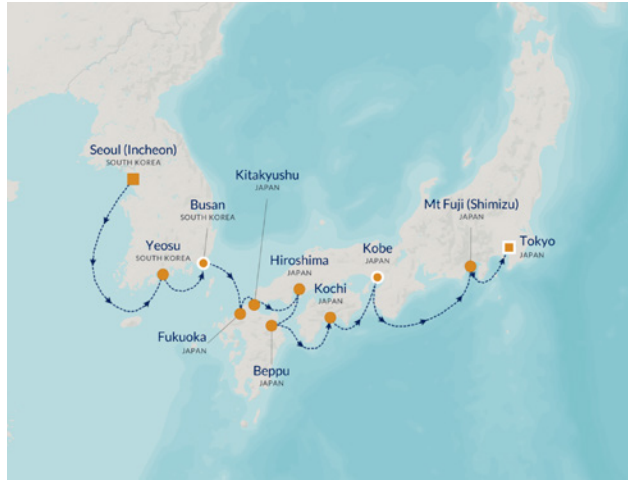 Seoul (Incheon)
SOUTH KOREA
Kitakyushu
JAPAN
Busan
SOUTH KOREA
Mt Fuji (Shimizu)
JAPAN
Yeosu
SOUTH KOREA
Hiroshima
JAPAN
Kobe
JAPAN
Tokyo
JAPAN
Kochi
JAPAN
Fukuoka
JAPAN
Beppu
JAPAN